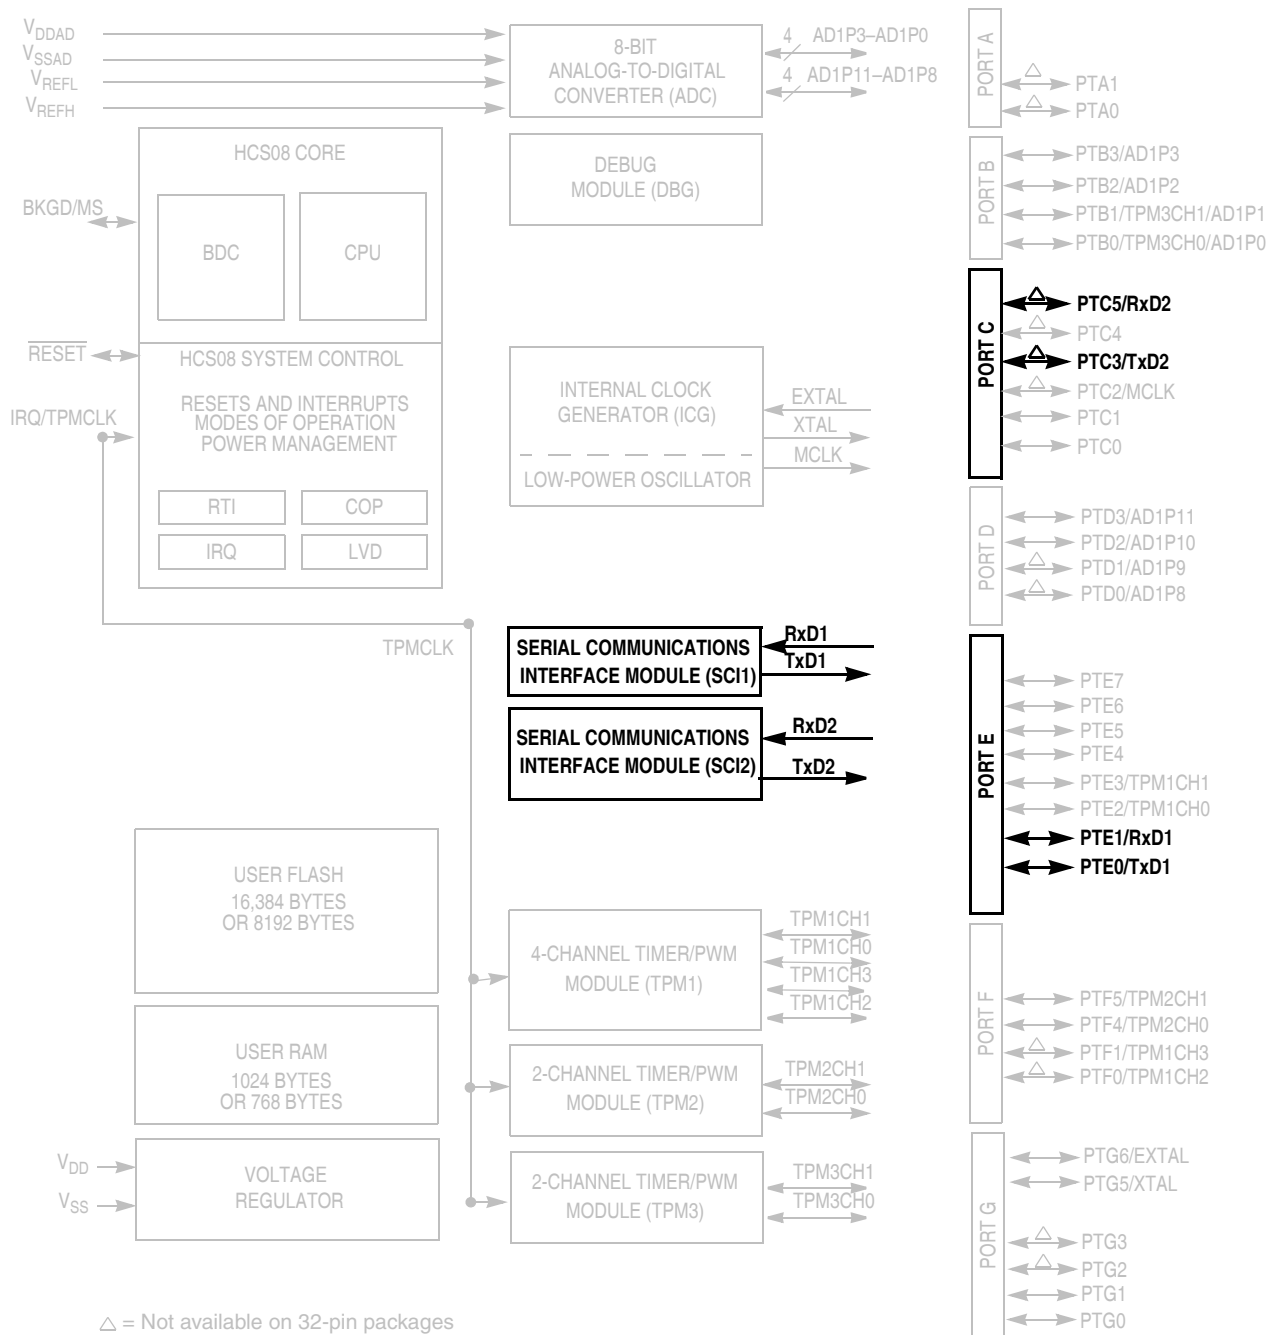 VDDAD
VSSAD
VREFL
VREFH
8-BIT
ANALOG-TO-DIGITAL
CONVERTER (ADC)
4 AD1P3–AD1P0
4 AD1P11–AD1P8
PORT A
PTA1
PTA0
HCS08 CORE
BDC
CPU
BKGD/MS
DEBUG
MODULE (DBG)
PORT B
PTB3/AD1P3
PTB2/AD1P2
PTB1/TPM3CH1/AD1P1
PTB0/TPM3CH0/AD1P0
RESET
HCS08 SYSTEM CONTROL
RESETS AND INTERRUPTS
MODES OF OPERATION
POWER MANAGEMENT
IRQ/TPMCLK
RTI
COP
IRQ
LVD
INTERNAL CLOCK
GENERATOR (ICG)
LOW-POWER OSCILLATOR
EXTAL
XTAL
MCLK
PORT C
PTC5/RxD2
PTC4
PTC3/TxD2
PTC2/MCLK
PTC1
PTC0
PORT D
PTD3/AD1P11
PTD2/AD1P10
PTD1/AD1P9
PTD0/AD1P8
TPMCLK
SERIAL COMMUNICATIONS
INTERFACE MODULE (SCI1)
RxD1
TxD1
SERIAL COMMUNICATIONS
INTERFACE MODULE (SCI2)
RxD2
TxD2
PORT E
PTE7
PTE6
PTE5
PTE4
PTE3/TPM1CH1
PTE2/TPM1CH0
PTE1/RxD1
PTE0/TxD1
USER FLASH
16,384 BYTES
OR 8192 BYTES
4-CHANNEL TIMER/PWM
MODULE (TPM1)
TPM1CH1
TPM1CH0
TPM1CH3
TPM1CH2
PORT F
PTF5/TPM2CH1
PTF4/TPM2CH0
PTF1/TPM1CH3
PTF0/TPM1CH2
USER RAM
1024 BYTES
OR 768 BYTES
2-CHANNEL TIMER/PWM
MODULE (TPM2)
TPM2CH1
TPM2CH0
VDD
VSS
VOLTAGE
REGULATOR
2-CHANNEL TIMER/PWM
MODULE (TPM3)
TPM3CH1
TPM3CH0
PORT G
PTG6/EXTAL
PTG5/XTAL
PTG3
PTG2
PTG1
PTG0
△ = Not available on 32-pin packages